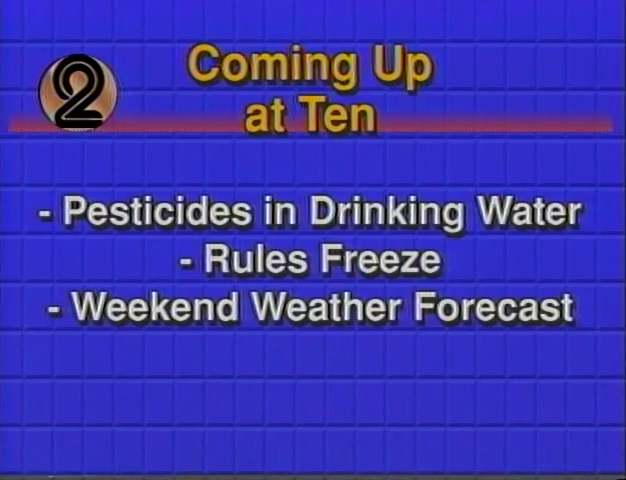 2
Coming Up
at Ten
- Pesticides in Drinking Water
- Rules Freeze
- Weekend Weather Forecast